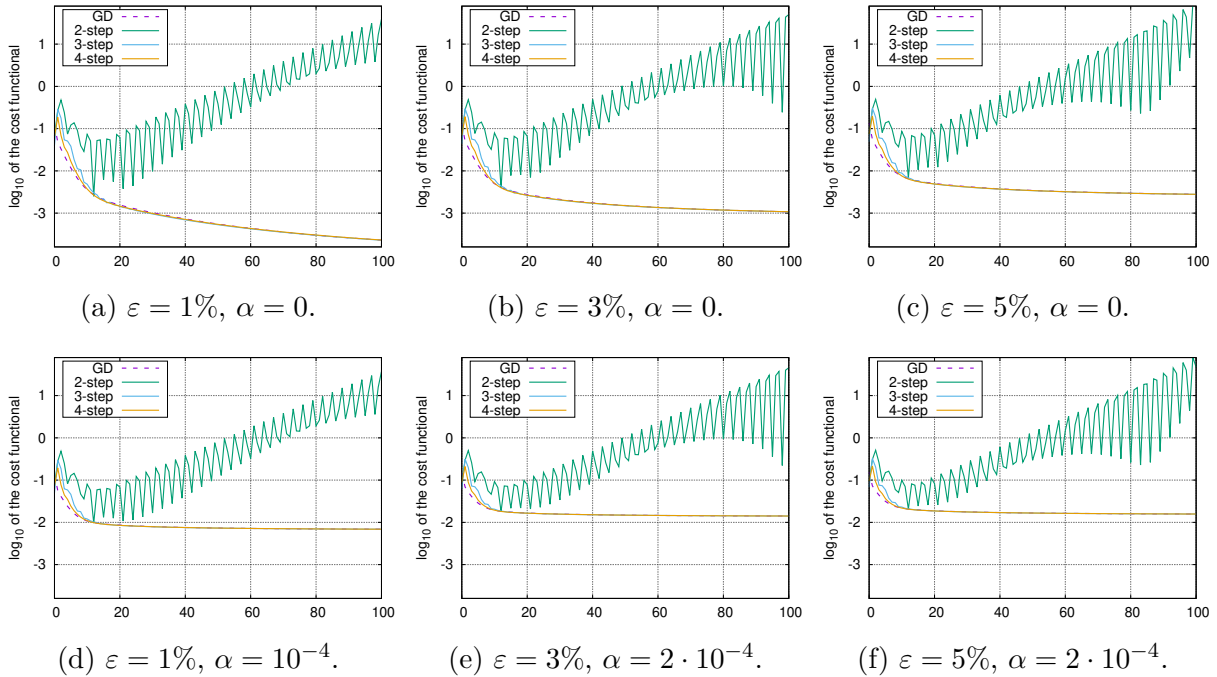 GD
2-step
3-step
4-step
log10 of the cost functional
1
0
-1
-2
-3
0 20 40 60 80 100
(a) ε = 1%, α = 0.
GD
2-step
3-step
4-step
log10 of the cost functional
1
0
-1
-2
-3
0 20 40 60 80 100
(b) ε = 3%, α = 0.
GD
2-step
3-step
4-step
log10 of the cost functional
1
0
-1
-2
-3
0 20 40 60 80 100
(c) ε = 5%, α = 0.
GD
2-step
3-step
4-step
log10 of the cost functional
1
0
-1
-2
-3
0 20 40 60 80 100
(d) ε = 1%, α = 10⁻⁴.
GD
2-step
3-step
4-step
log10 of the cost functional
1
0
-1
-2
-3
0 20 40 60 80 100
(e) ε = 3%, α = 2 · 10⁻⁴.
GD
2-step
3-step
4-step
log10 of the cost functional
1
0
-1
-2
-3
0 20 40 60 80 100
(f) ε = 5%, α = 2 · 10⁻⁴.